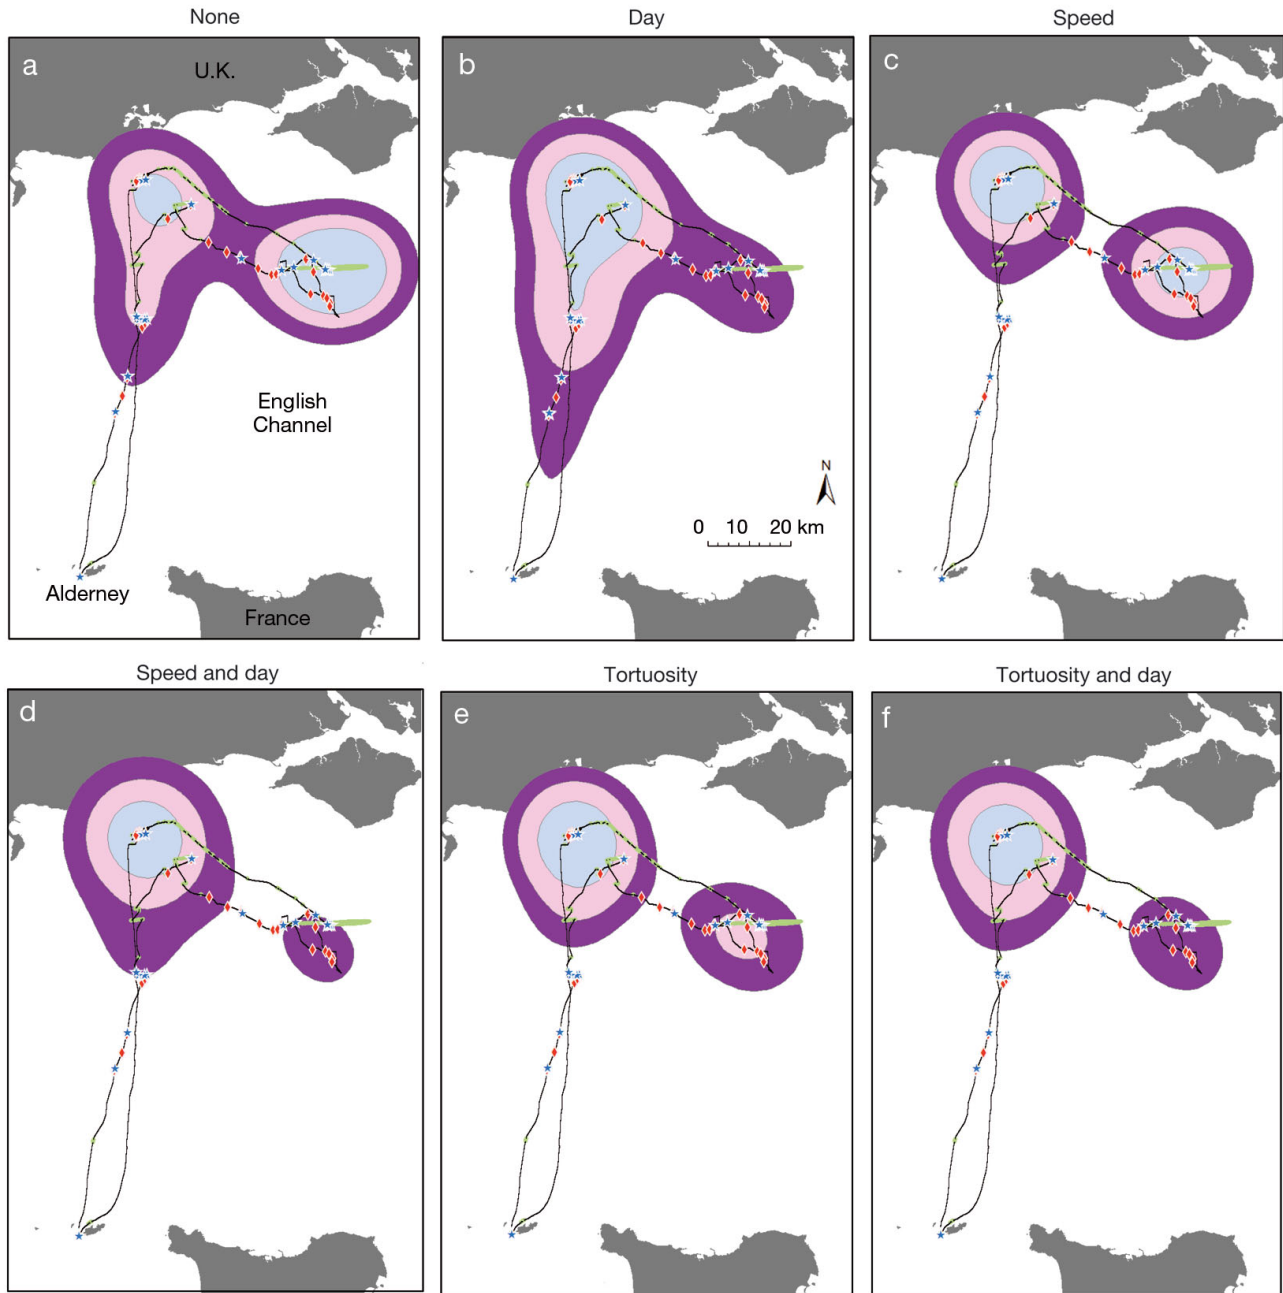 None
Day
Speed
a
U.K.
b
c
English
Channel
N
0 10 20 km
Alderney
France
Speed and day
Tortuosity
Tortuosity and day
d
e
f